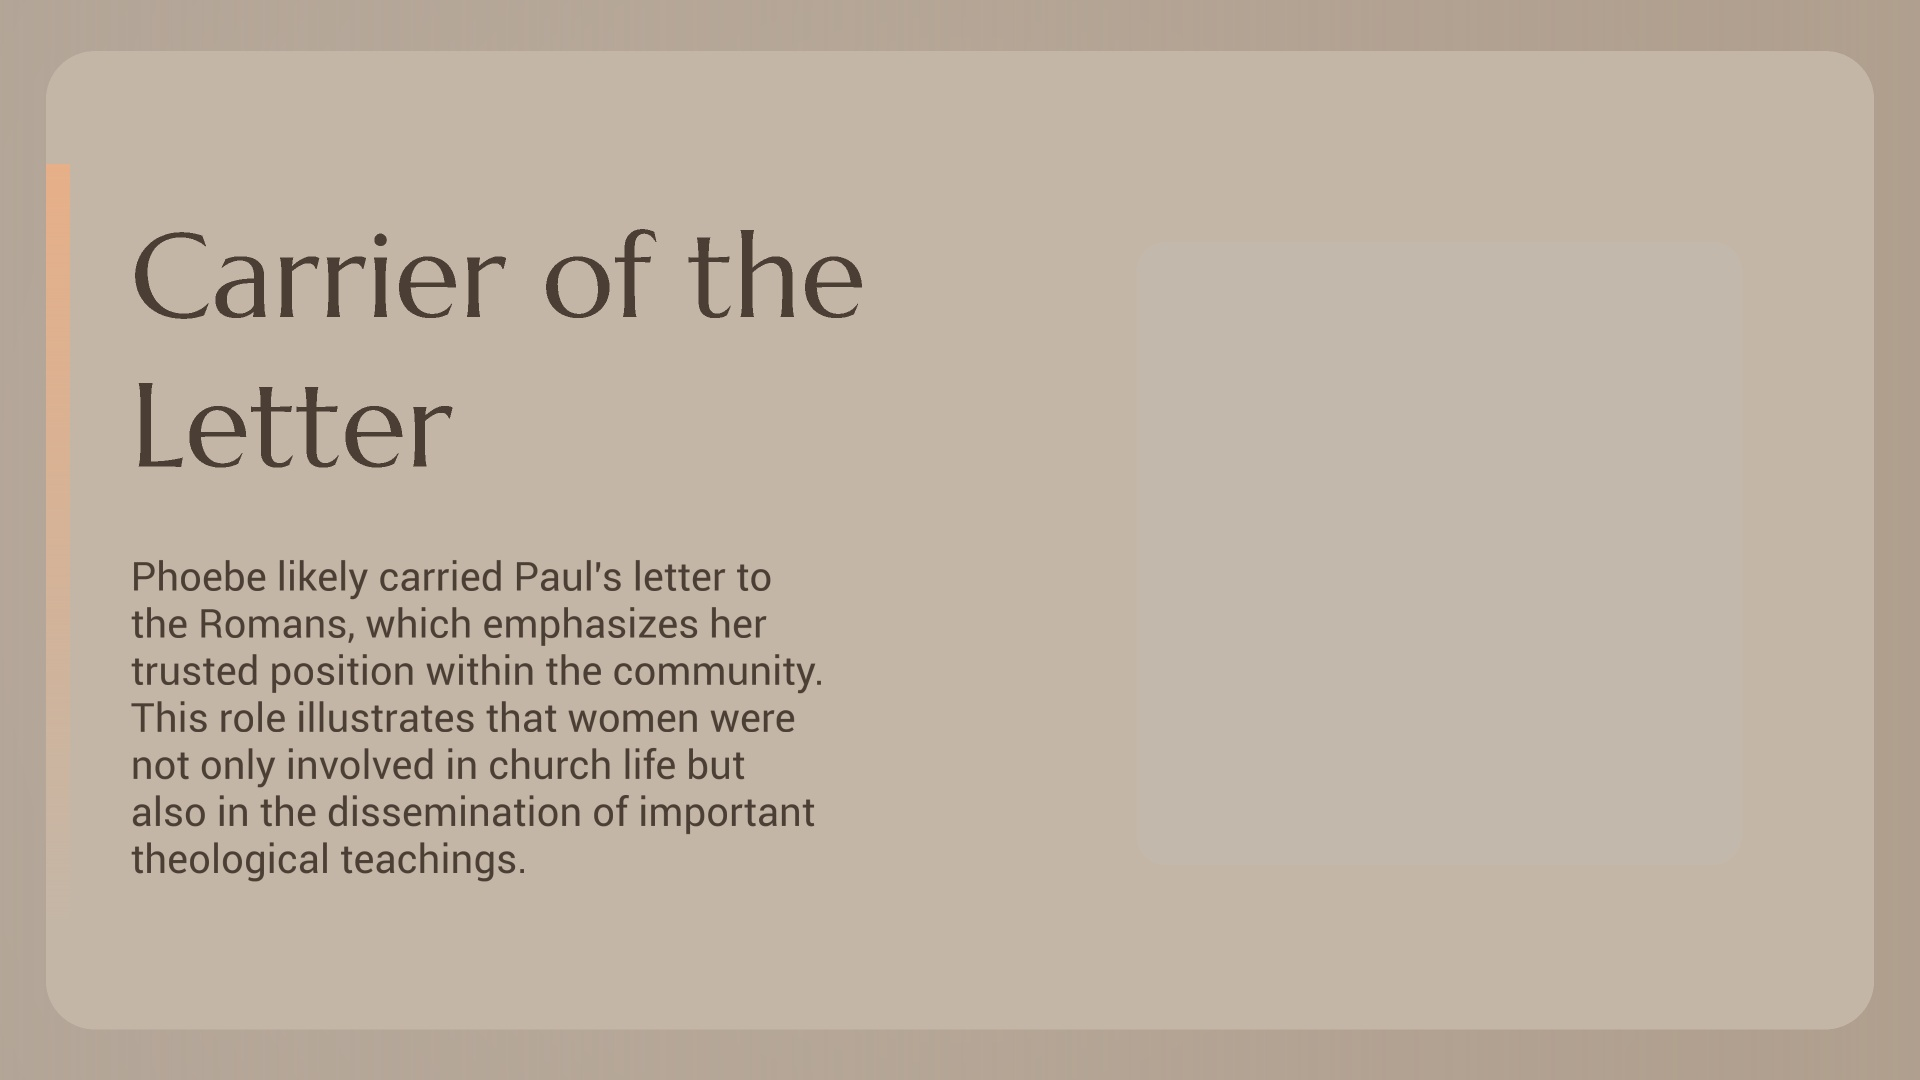 Carrier of the
Letter
Phoebe likely carried Paul's letter to
the Romans, which emphasizes her
trusted position within the community.
This role illustrates that women were
not only involved in church life but
also in the dissemination of important
theological teachings.